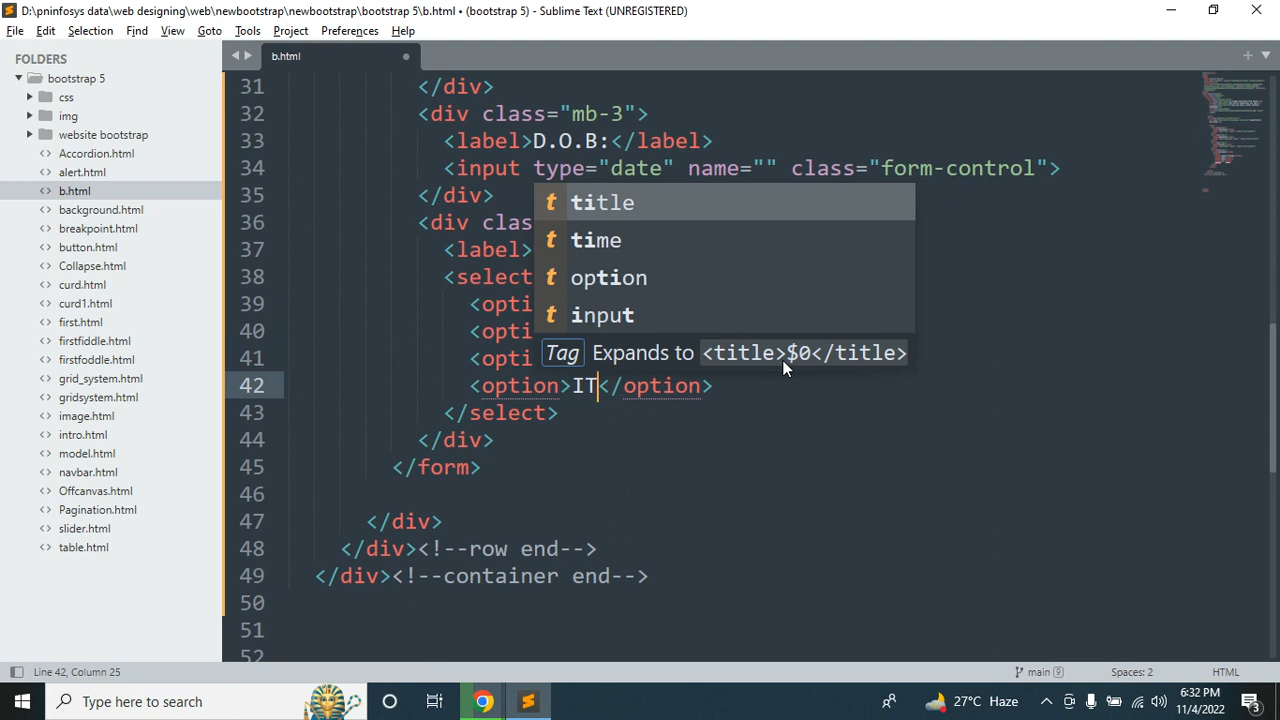 D:\pninfosys data\web designing\web\newbootstrap\newbootstrap\bootstrap 5\b.html • (bootstrap 5) - Sublime Text (UNREGISTERED)
File Edit Selection Find View Goto Tools Project Preferences Help
FOLDERS
bootstrap 5
css
img
website bootstrap
Accordion.html
alert.html
b.html
background.html
breakpoint.html
button.html
Collapse.html
curd.html
curd1.html
first.html
firstfiddle.html
firstfoddle.html
grid_system.html
gridsystem.html
image.html
intro.html
model.html
navbar.html
Offcanvas.html
Pagination.html
slider.html
table.html
b.html
31 </div>
32 <div class="mb-3">
33 <label>D.O.B:</label>
34 <input type="date" name="" class="form-control">
35 </div>
36 <div clas
37 <label>
38 <select
39 <opti
40 <opti
41 <opti
42 <option>IT</option>
43 </select>
44 </div>
45 </form>
46
47 </div>
48 </div><!--row end-->
49 </div><!--container end-->
50
51
52
t title
t time
t option
t input
Tag Expands to <title>$0</title>
Line 42, Column 25
main 9
Spaces: 2
HTML
Type here to search
27°C Haze
6:32 PM
11/4/2022
3